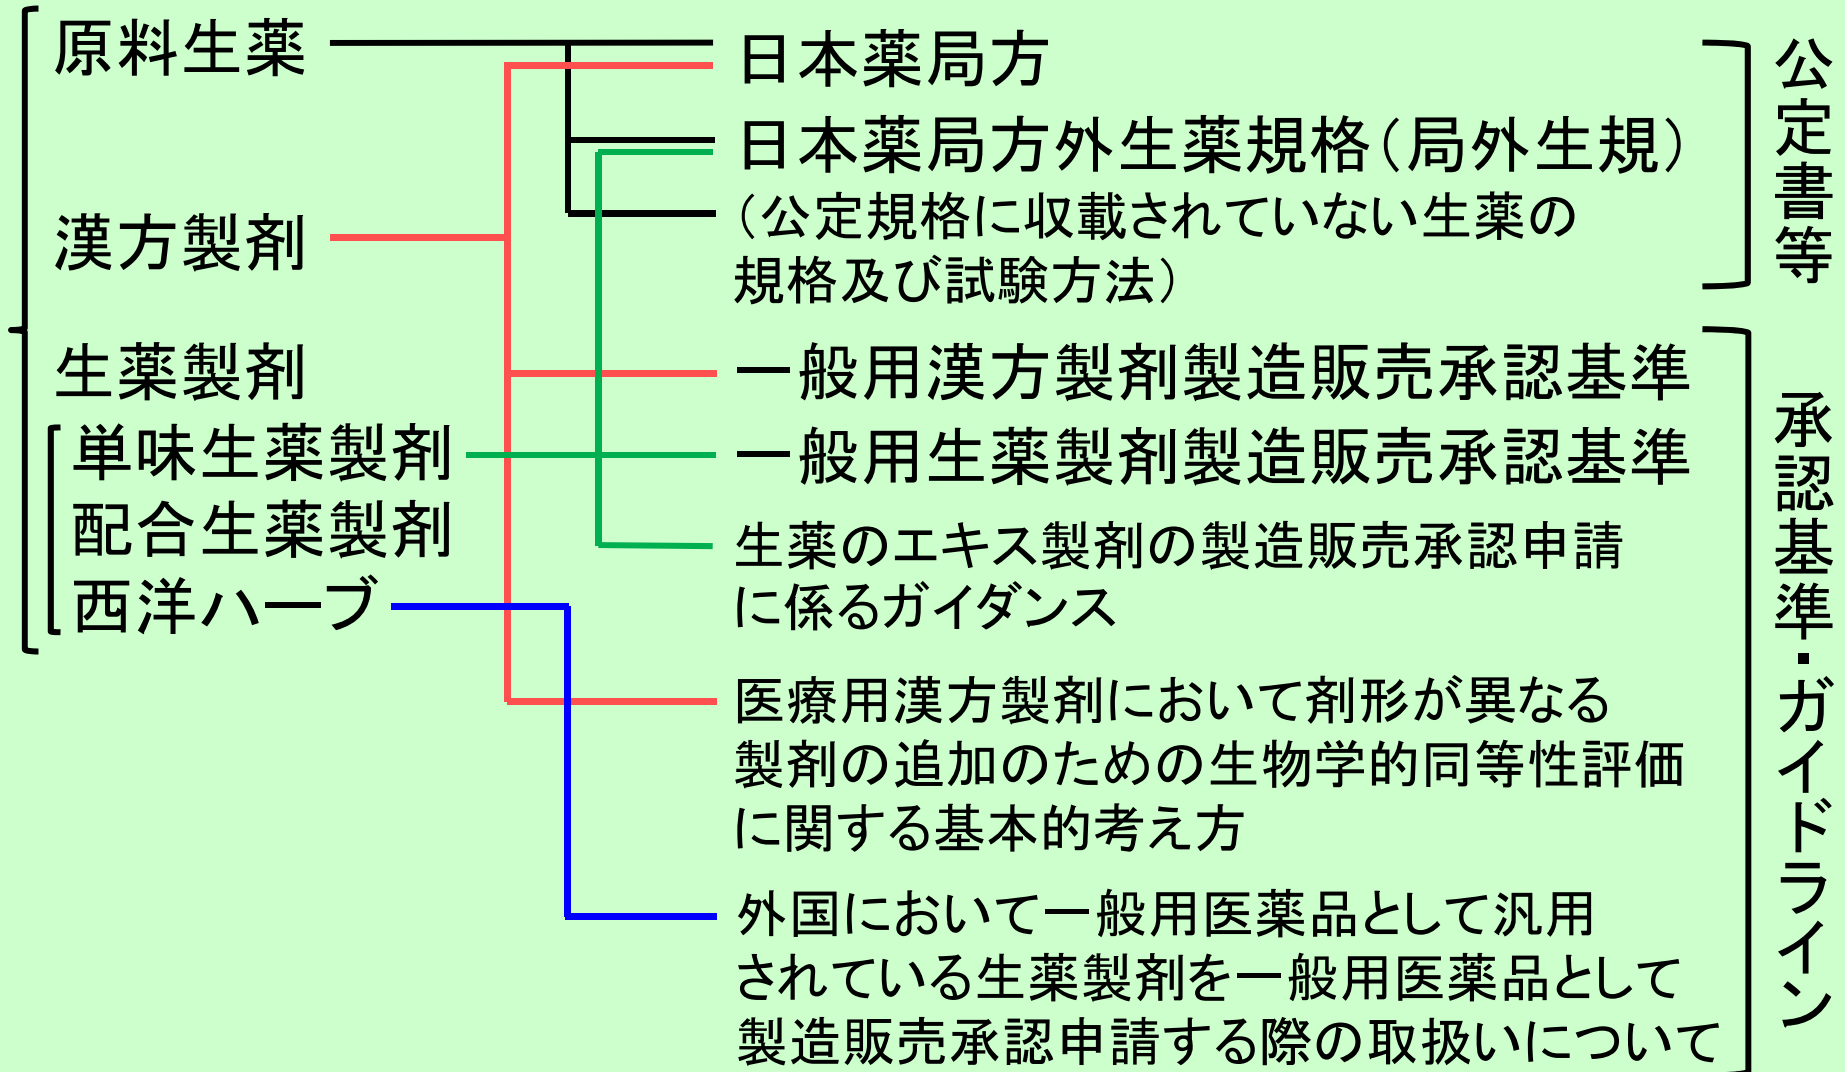 原料生薬
漢方製剤
生薬製剤
単味生薬製剤
配合生薬製剤
西洋ハーブ
日本薬局方
日本薬局方外生薬規格(局外生規)
(公定規格に収載されていない生薬の
規格及び試験方法)
一般用漢方製剤製造販売承認基準
一般用生薬製剤製造販売承認基準
生薬のエキス製剤の製造販売承認申請
に係るガイダンス
医療用漢方製剤において剤形が異なる
製剤の追加のための生物学的同等性評価
に関する基本的考え方
外国において一般用医薬品として汎用
されている生薬製剤を一般用医薬品として
製造販売承認申請する際の取扱いについて
公定書等
承認基準・ガイドライン